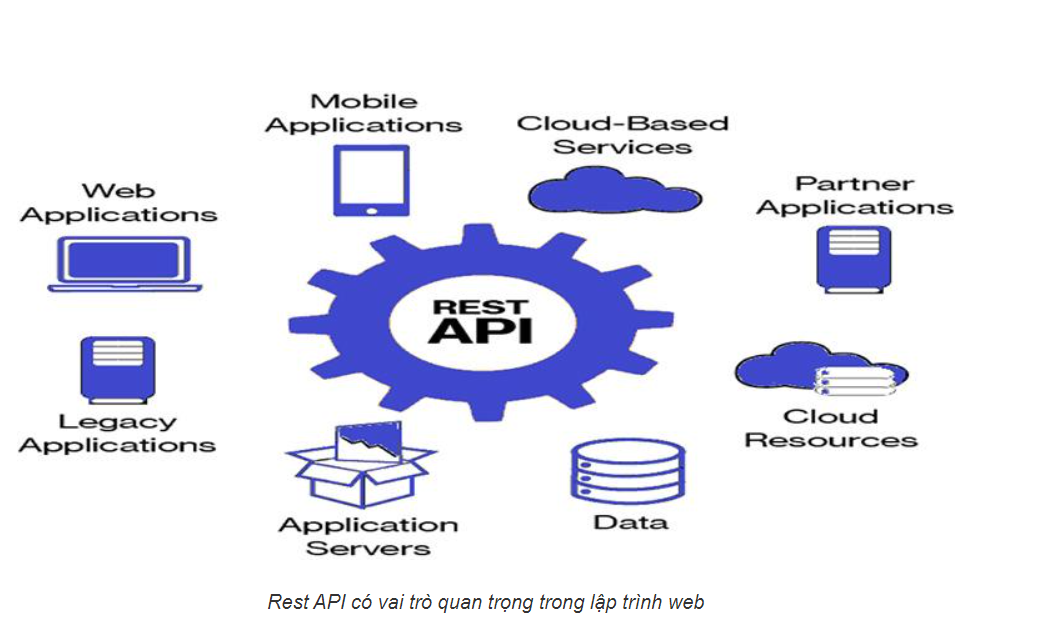 Mobile
Applications
Cloud-Based
Services
Web
Applications
Partner
Applications
REST
API
Legacy
Applications
Cloud
Resources
Application
Servers
Data
Rest API có vai trò quan trọng trong lập trình web